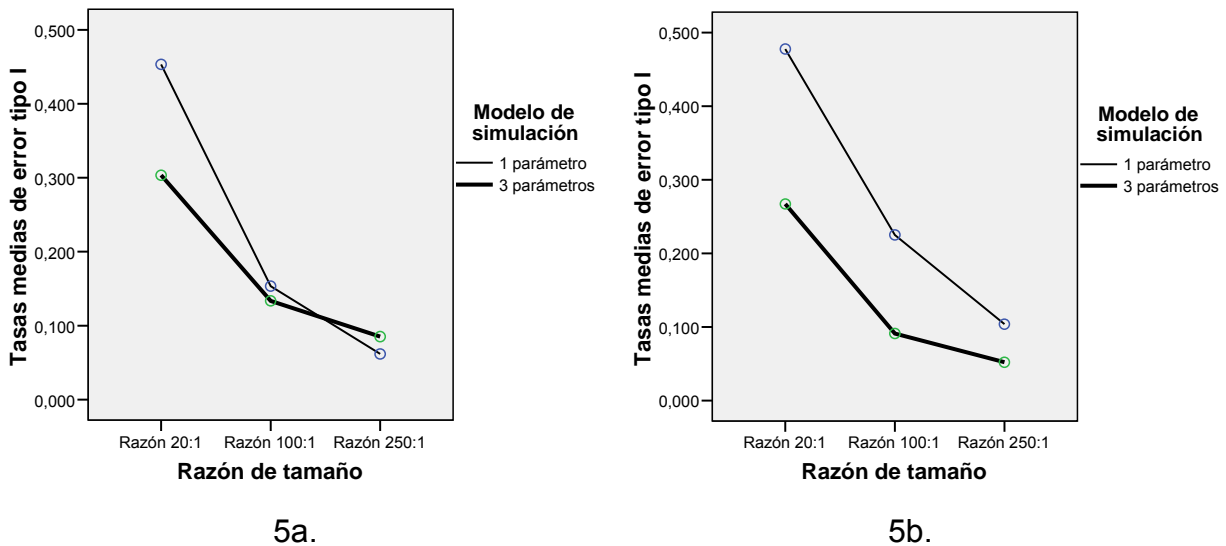 Tasas medias de error tipo I
0,500
0,400
0,300
0,200
0,100
0,000
Razón 20:1 Razón 100:1 Razón 250:1
Razón de tamaño
Modelo de
simulación
1 parámetro
3 parámetros
5a.
Tasas medias de error tipo I
0,500
0,400
0,300
0,200
0,100
0,000
Razón 20:1 Razón 100:1 Razón 250:1
Razón de tamaño
Modelo de
simulación
1 parámetro
3 parámetros
5b.